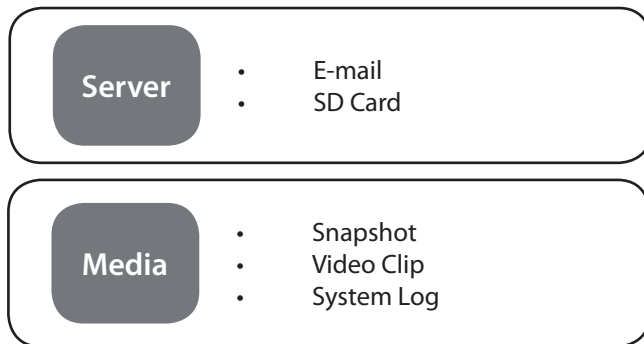 Server
• E-mail
• SD Card
Media
• Snapshot
• Video Clip
• System Log